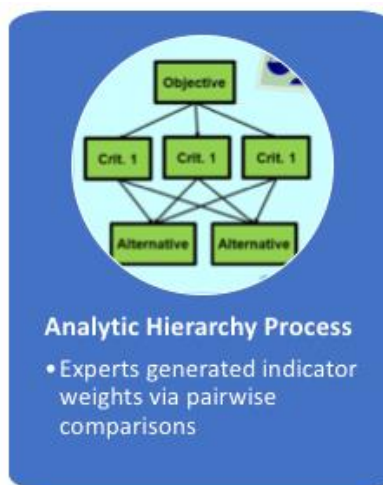 Objective
Crit. 1 Crit. 1 Crit. 1
Alternative Alternative
Analytic Hierarchy Process
•Experts generated indicator
weights via pairwise
comparisons